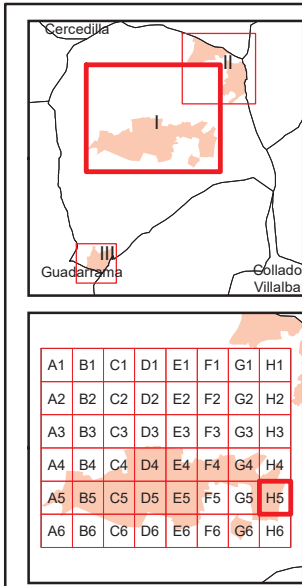 Cercedilla
II
I
III
Guadarrama
Collado
Villalba
A1 B1 C1 D1 E1 F1 G1 H1
A2 B2 C2 D2 E2 F2 G2 H2
A3 B3 C3 D3 E3 F3 G3 H3
A4 B4 C4 D4 E4 F4 G4 H4
A5 B5 C5 D5 E5 F5 G5 H5
A6 B6 C6 D6 E6 F6 G6 H6